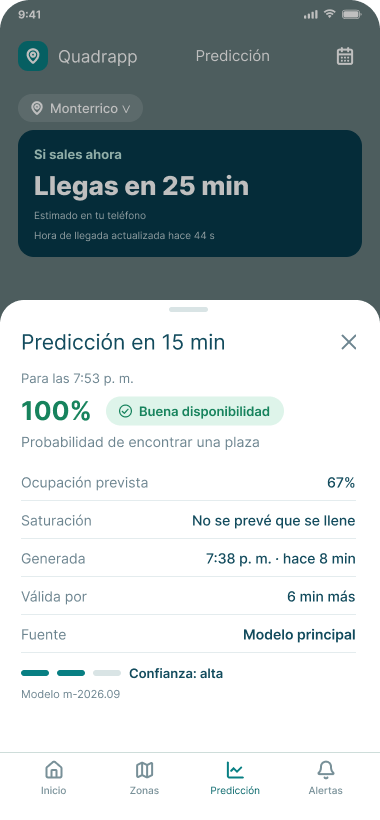 9:41
Quadrapp
Predicción
Monterrico
Si sales ahora
Llegas en 25 min
Estimado en tu teléfono
Hora de llegada actualizada hace 44 s
Predicción en 15 min
Para las 7:53 p. m.
100%
Buena disponibilidad
Probabilidad de encontrar una plaza
Ocupación prevista 67%
Saturación No se prevé que se llene
Generada 7:38 p. m. · hace 8 min
Válida por 6 min más
Fuente Modelo principal
Confianza: alta
Modelo m-2026.09
Inicio Zonas Predicción Alertas